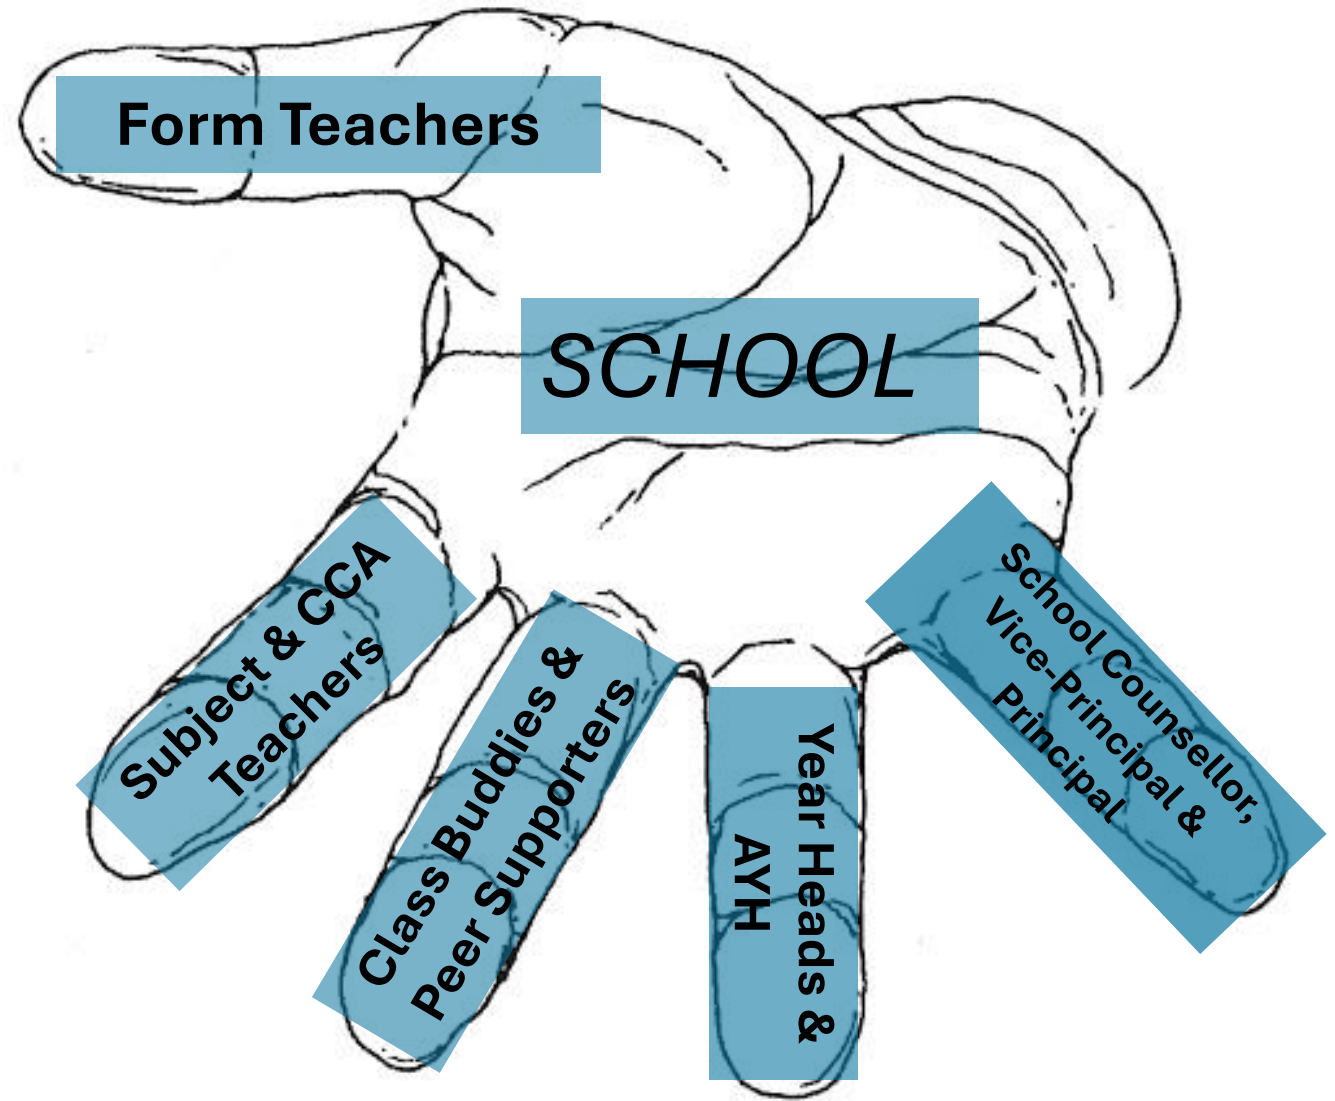 Form Teachers
SCHOOL
Subject & CCA
Teachers
Class Buddies &
Peer Supporters
Year Heads &
AYH
School Counsellor,
Vice-Principal &
Principal